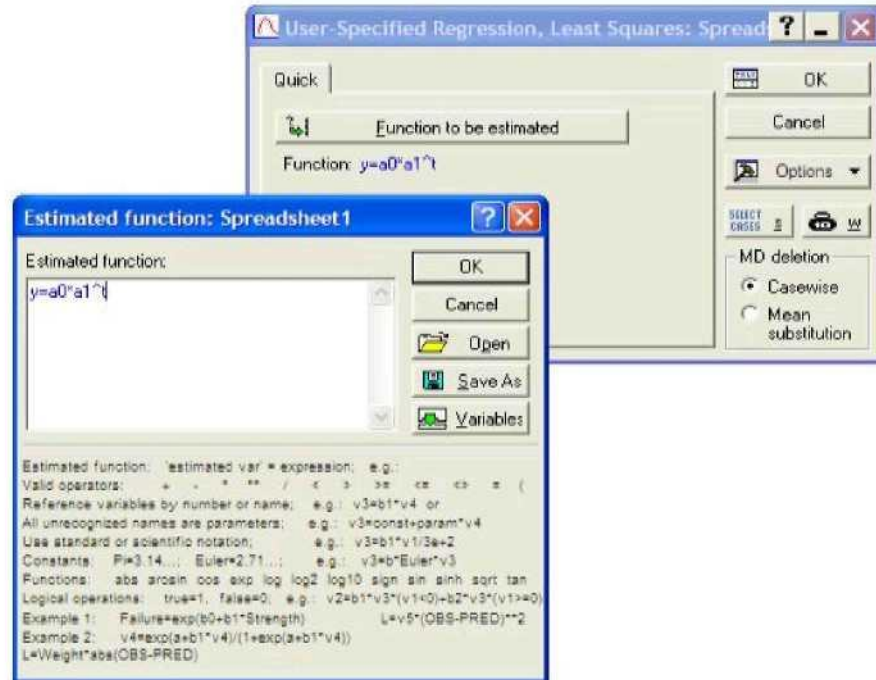 User-Specified Regression, Least Squares: Spreads
Quick
Function to be estimated
Function: y=a0*a1^t
OK
Cancel
Options
SELECT CASES S
W
MD deletion
Casewise
Mean substitution
Estimated function: Spreadsheet1
Estimated function:
y=a0*a1^t
OK
Cancel
Open
Save As
Variables
Estimated function: 'estimated var' = expression; e.g.:
Valid operators: + - * ** / < > >= <= <> = (
Reference variables by number or name; e.g.: v3=b1*v4 or
All unrecognized names are parameters; e.g.: v3=const+param*v4
Use standard or scientific notation; e.g.: v3=b1*v1/3e+2
Constants: Pi=3.14...; Euler=2.71...; e.g.: v3=b*Euler*v3
Functions: abs arcsin cos exp log log2 log10 sign sin sinh sqrt tan
Logical operations: true=1, false=0; e.g.: v2=b1*v3*(v1<0)+b2*v3*(v1>=0)
Example 1: Failure=exp(b0+b1*Strength) L=v5*(OBS-PRED)**2
Example 2: v4=exp(a+b1*v4)/(1+exp(a+b1*v4))
L=Weight*abs(OBS-PRED)